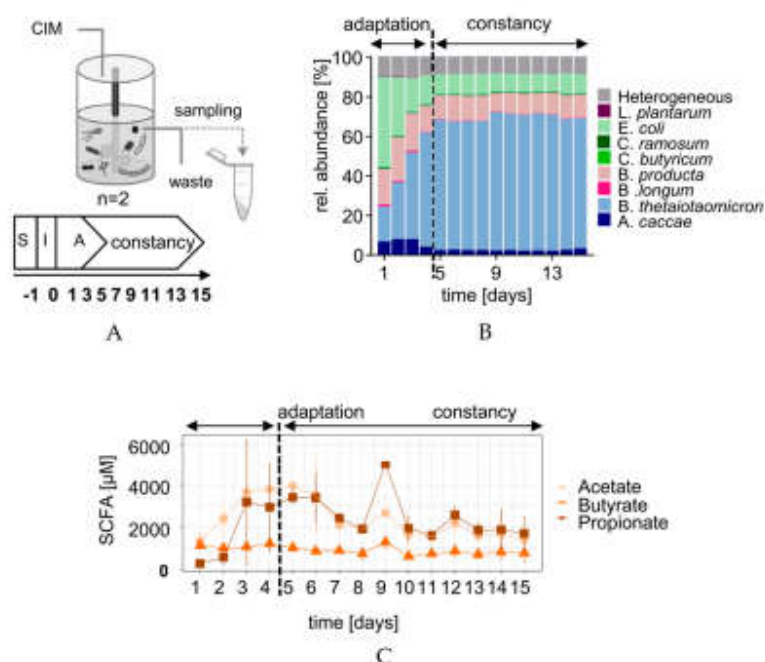 CIM
sampling
waste
n=2
S I A constancy
-1 0 1 3 5 7 9 11 13 15
A
adaptation constancy
rel. abundance [%]
100
80
60
40
20
0
1 5 9 13
time [days]
Heterogeneous
L. plantarum
E. coli
C. ramosum
C. butyricum
B. producta
B .longum
B. thetaiotaomicron
A. caccae
B
adaptation constancy
SCFA [µM]
6000
4000
2000
0
1 2 3 4 5 6 7 8 9 10 11 12 13 14 15
time [days]
Acetate
Butyrate
Propionate
C